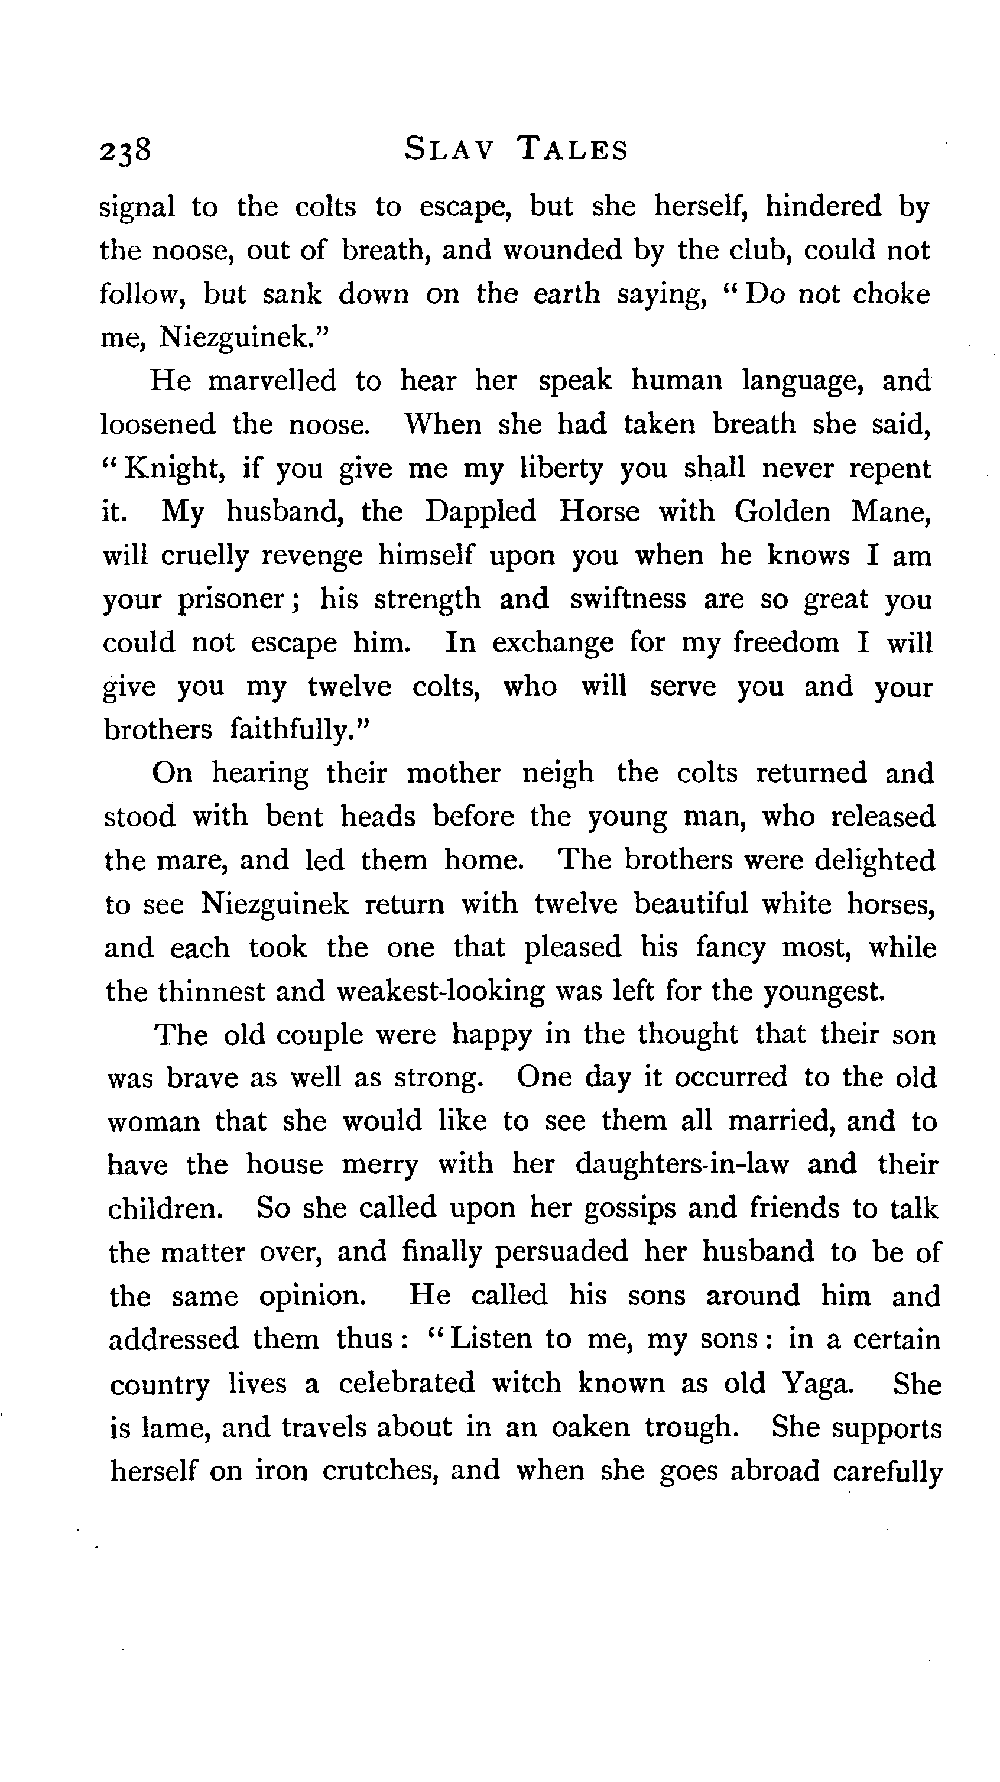 238 SLAV TALES
signal to the colts to escape, but she herself, hindered by
the noose, out of breath, and wounded by the club, could not
follow, but sank down on the earth saying, “ Do not choke
me, Niezguinek.”
He marvelled to hear her speak human language, and
loosened the noose. When she had taken breath she said,
“ Knight, if you give me my liberty you shall never repent
it. My husband, the Dappled Horse with Golden Mane,
will cruelly revenge himself upon you when he knows I am
your prisoner ; his strength and swiftness are so great you
could not escape him. In exchange for my freedom I will
give you my twelve colts, who will serve you and your
brothers faithfully.”
On hearing their mother neigh the colts returned and
stood with bent heads before the young man, who released
the mare, and led them home. The brothers were delighted
to see Niezguinek return with twelve beautiful white horses,
and each took the one that pleased his fancy most, while
the thinnest and weakest-looking was left for the youngest.
The old couple were happy in the thought that their son
was brave as well as strong. One day it occurred to the old
woman that she would like to see them all married, and to
have the house merry with her daughters-in-law and their
children. So she called upon her gossips and friends to talk
the matter over, and finally persuaded her husband to be of
the same opinion. He called his sons around him and
addressed them thus : “ Listen to me, my sons : in a certain
country lives a celebrated witch known as old Yaga. She
is lame, and travels about in an oaken trough. She supports
herself on iron crutches, and when she goes abroad carefully